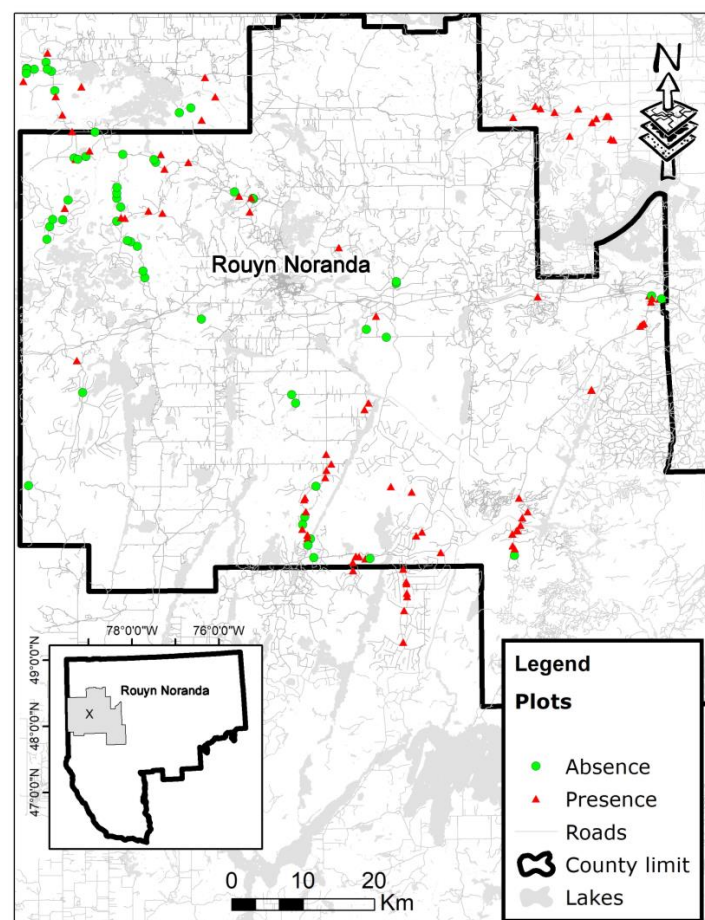 N
Rouyn Noranda
78°0'0"W 76°0'0"W
49°0'0"N
48°0'0"N
47°0'0"N
Rouyn Noranda
X
0 10 20
Km
Legend
Plots
Absence
Presence
Roads
County limit
Lakes